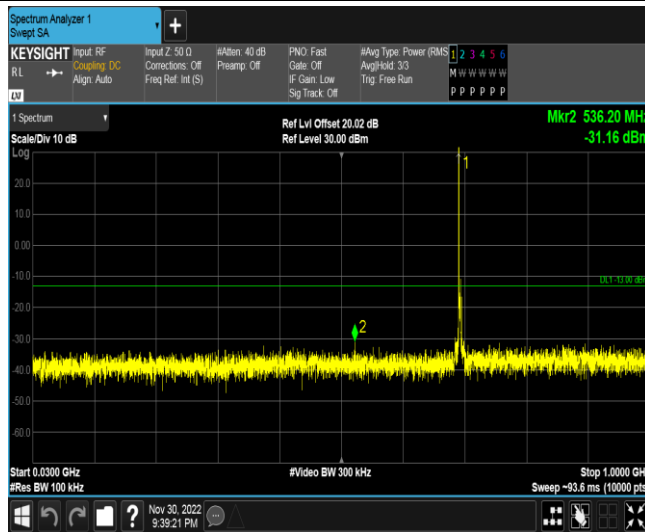 Spectrum Analyzer 1
Swept SA
KEYSIGHT Input: RF Input Z: 50 Ω #Atten: 40 dB PNO: Fast #Avg Type: Power (RMS 1 2 3 4 5 6
RL Coupling: DC Corrections: Off Preamp: Off Gate: Off Avg|Hold: 3/3 M W W W W W
Align: Auto Freq Ref: Int (S) IF Gain: Low Trig: Free Run
Sig Track: Off P P P P P P
LXI
1 Spectrum Ref Lvl Offset 20.02 dB Mkr2 536.20 MHz
Scale/Div 10 dB Ref Level 30.00 dBm -31.16 dBm
Log
1
20.0
10.0
0.00
-10.0
DL1 -13.00 dBm
-20.0
2
-30.0
-40.0
-50.0
-60.0
Start 0.0300 GHz #Video BW 300 kHz Stop 1.0000 GH
#Res BW 100 kHz Sweep ~93.6 ms (10000 pts
? Nov 30, 2022
9:39:21 PM